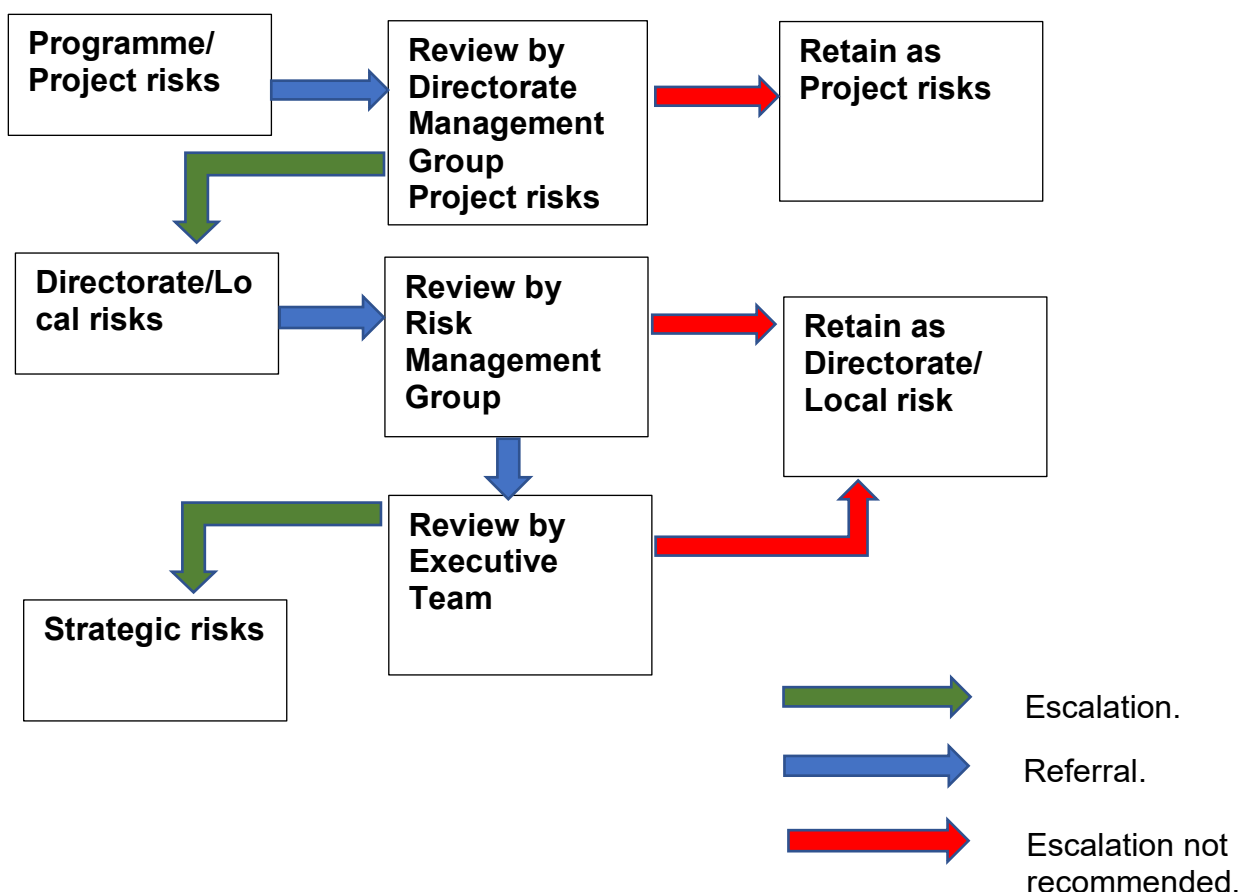 Programme/
Project risks
Review by
Directorate
Management
Group
Project risks
Retain as
Project risks
Directorate/Lo
cal risks
Review by
Risk
Management
Group
Retain as
Directorate/
Local risk
Review by
Executive
Team
Strategic risks
Escalation.
Referral.
Escalation not
recommended.